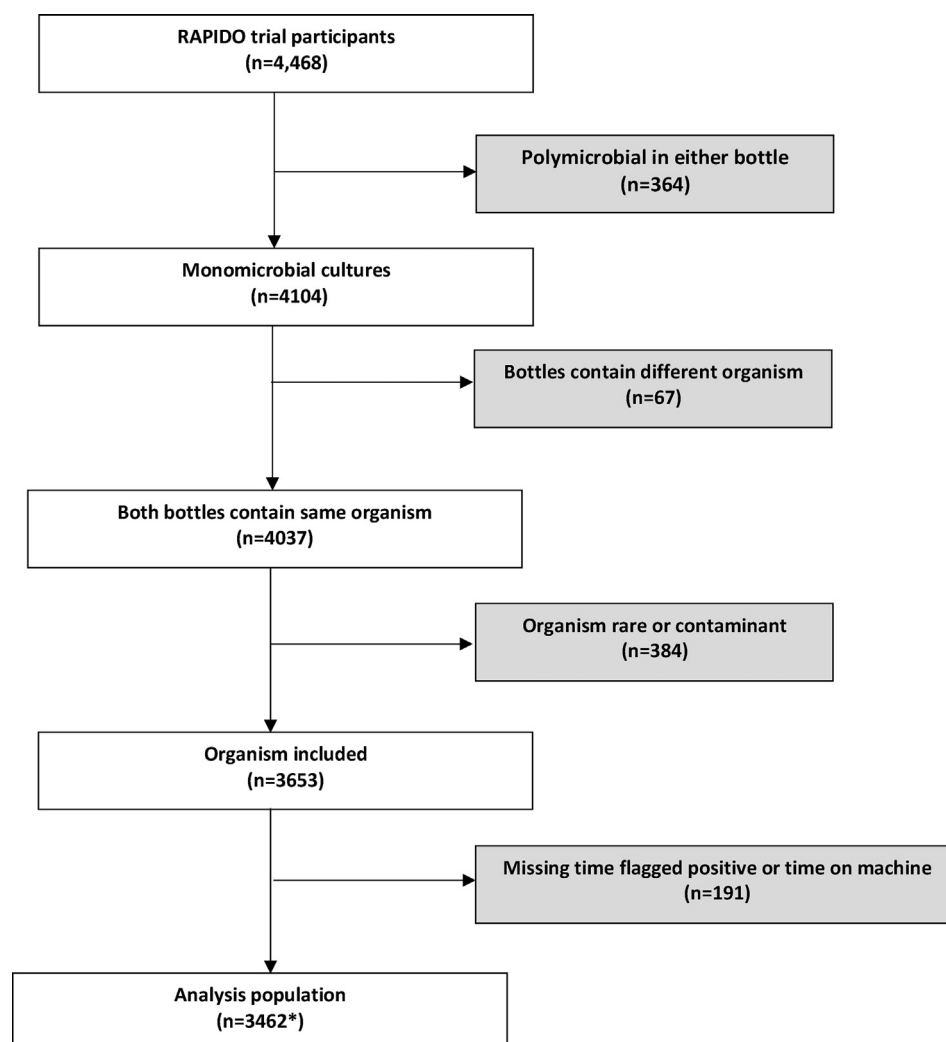 RAPIDO trial participants
(n=4,468)
Polymicrobial in either bottle
(n=364)
Monomicrobial cultures
(n=4104)
Bottles contain different organism
(n=67)
Both bottles contain same organism
(n=4037)
Organism rare or contaminant
(n=384)
Organism included
(n=3653)
Missing time flagged positive or time on machine
(n=191)
Analysis population
(n=3462*)